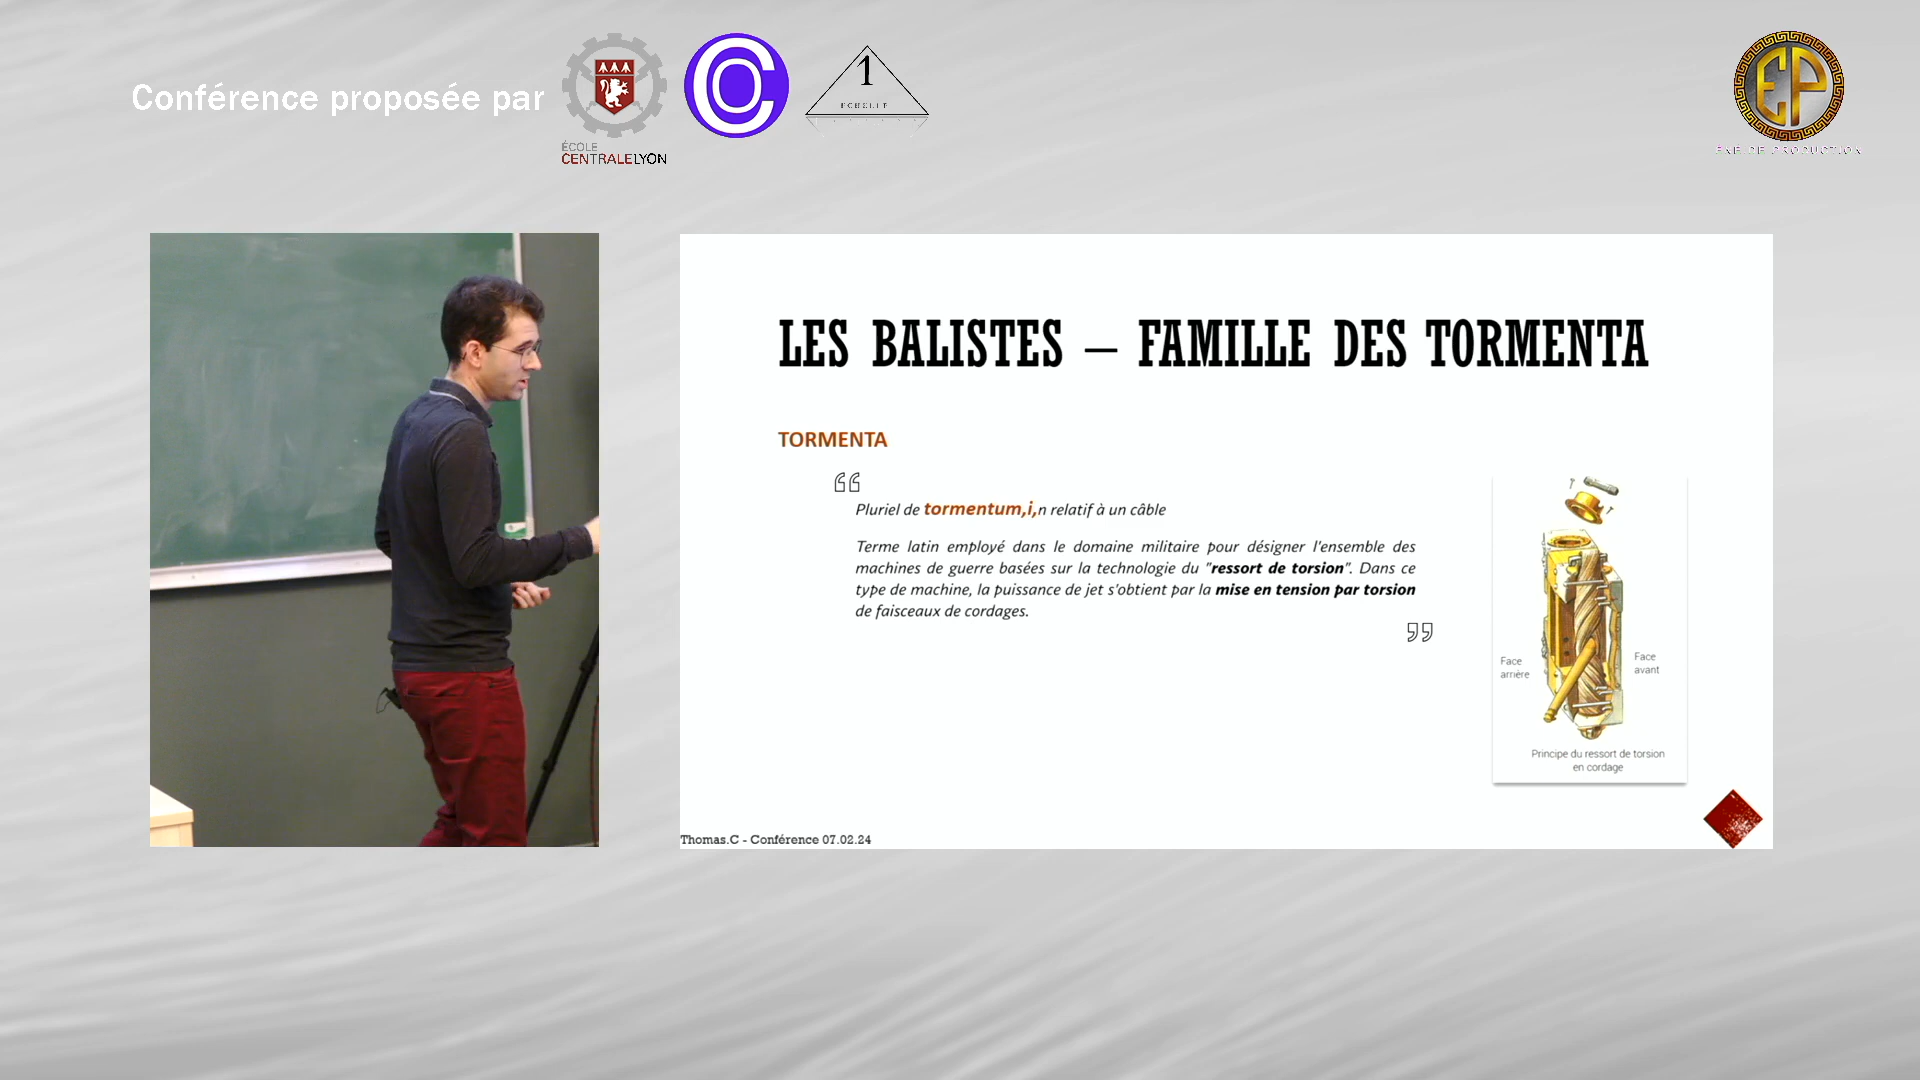 Conférence proposée par
ÉCOLE
CENTRALELYON
1
ECHELLE
EP
LES BALISTES – FAMILLE DES TORMENTA
TORMENTA
“
Pluriel de tormentum,i,n relatif à un câble
Terme latin employé dans le domaine militaire pour désigner l'ensemble des
machines de guerre basées sur la technologie du "ressort de torsion". Dans ce
type de machine, la puissance de jet s'obtient par la mise en tension par torsion
de faisceaux de cordages.
”
Face
arrière
Face
avant
Principe du ressort de torsion
en cordage
Thomas.C - Conférence 07.02.24